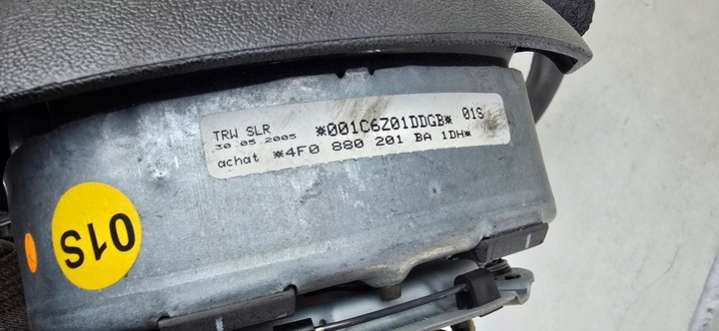 TRW SLR *001C6Z01DDGB* 01S
30.05.2005
achat *4F0 880 201 BA 1DH*
01S